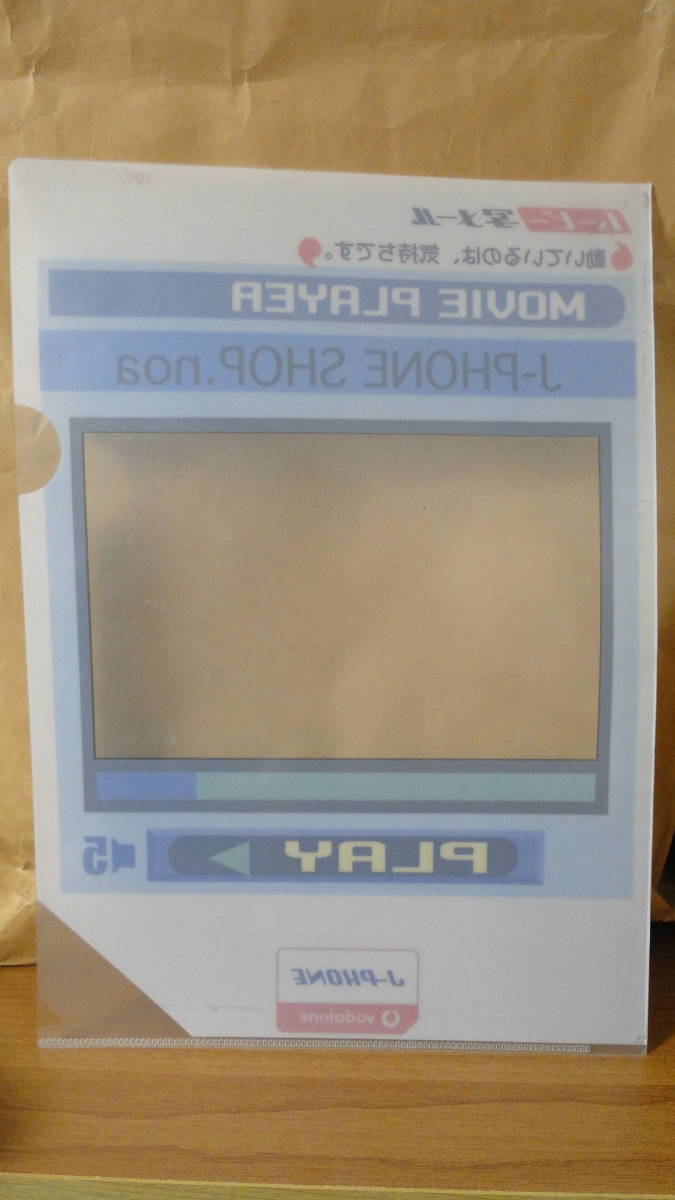 ムービー写メール
動いているのは、気持ちです。
MOVIE PLAYER
J-PHONE SHOP.noa
PLAY
5
J-PHONE
vodafone